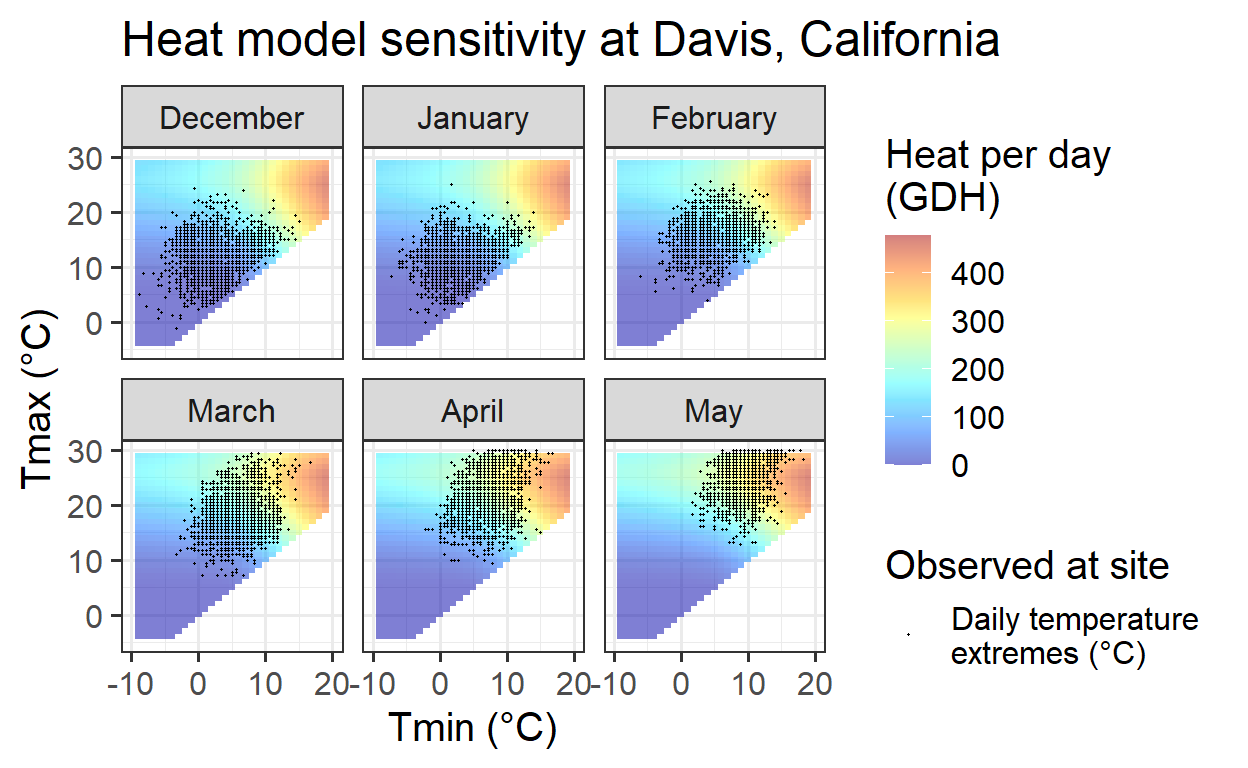 Heat model sensitivity at Davis, California
December
January
February
30
20
10
0
March
April
May
30
20
10
0
-10 0 10 20
-10 0 10 20
-10 0 10 20
Tmax (°C)
Tmin (°C)
Heat per day
(GDH)
400
300
200
100
0
Observed at site
Daily temperature
extremes (°C)